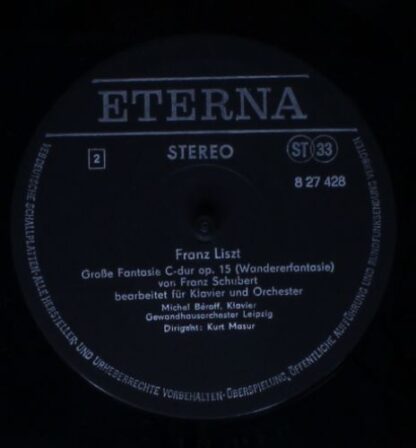 ETERNA
2
STEREO
ST 33
8 27 428
Franz Liszt
Große Fantasie C-dur op. 15 (Wandererfantasie)
von Franz Schubert
bearbeitet für Klavier und Orchester
Michel Béroff, Klavier
Gewandhausorchester Leipzig
Dirigent: Kurt Masur
VEB DEUTSCHE SCHALLPLATTEN · ALLE HERSTELLER- UND URHEBERRECHTE VORBEHALTEN · ÜBERSPIELUNG, ÖFFENTLICHE AUFFÜHRUNG UND RUNDFUNKSENDUNG VERBOTEN